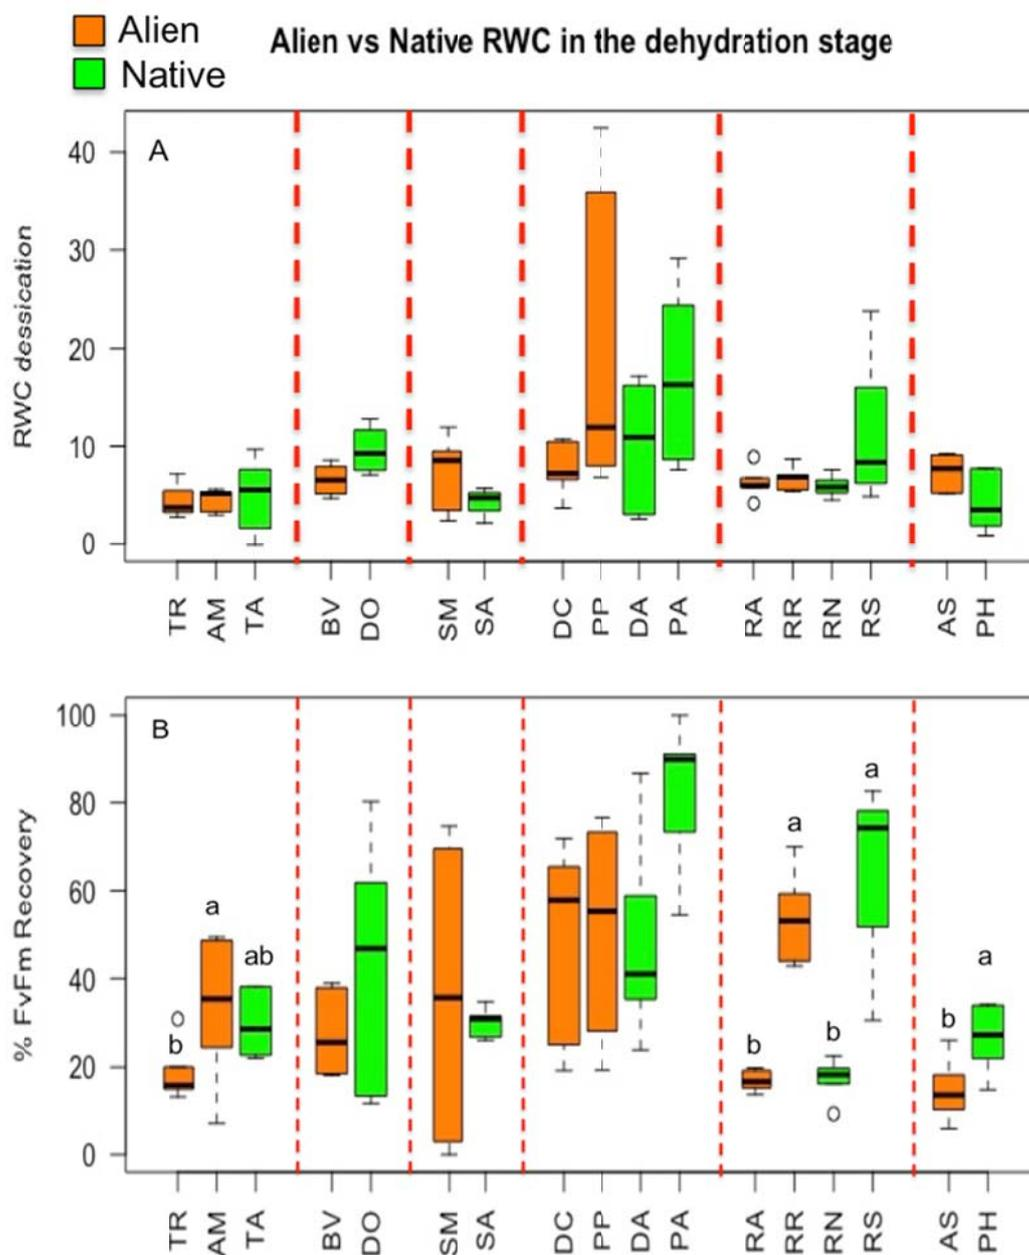 Alien
Native
Alien vs Native RWC in the dehydration stage
A
RWC dessication
40
30
20
10
0
TR AM TA BV DO SM SA DC PP DA PA RA RR RN RS AS PH
B
% FvFm Recovery
100
80
60
40
20
0
b a ab b a b a b a
TR AM TA BV DO SM SA DC PP DA PA RA RR RN RS AS PH